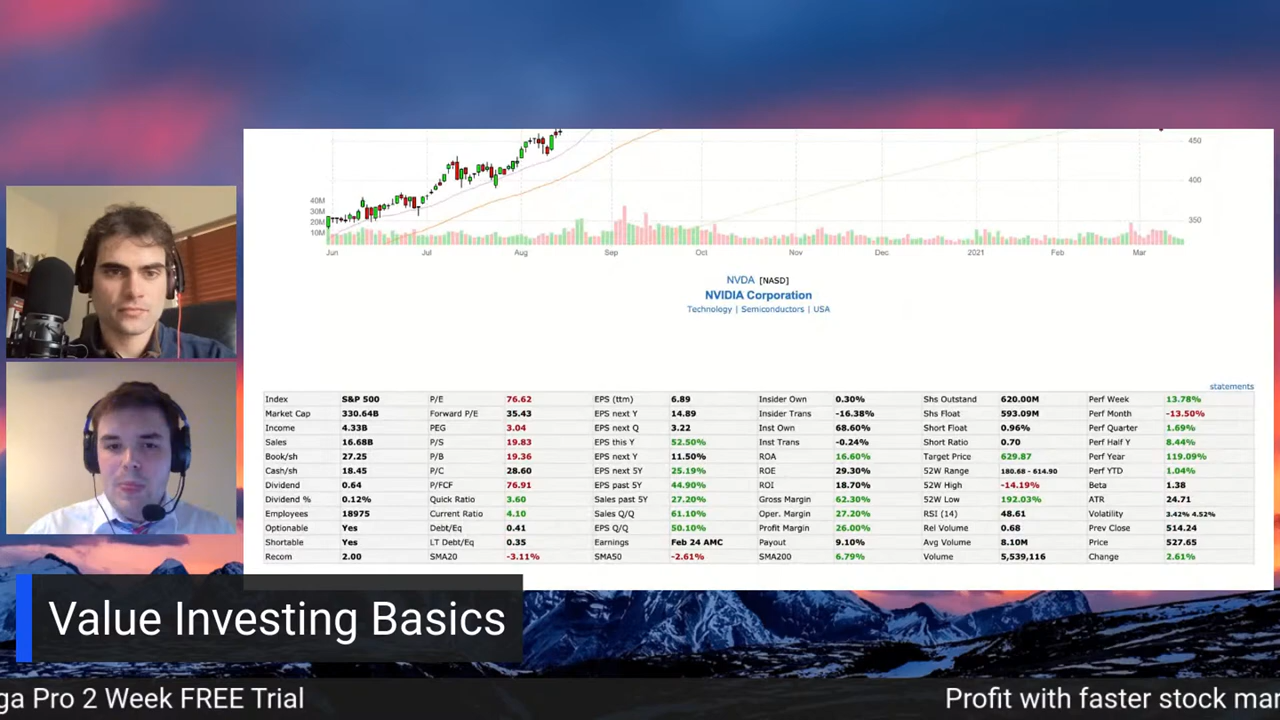 450
400
350
40M
30M
20M
10M
Jun Jul Aug Sep Oct Nov Dec 2021 Feb Mar
NVDA [NASD]
NVIDIA Corporation
Technology | Semiconductors | USA
statements
Index S&P 500 P/E 76.62 EPS (ttm) 6.89 Insider Own 0.30% Shs Outstand 620.00M Perf Week 13.78%
Market Cap 330.64B Forward P/E 35.43 EPS next Y 14.89 Insider Trans -16.38% Shs Float 593.09M Perf Month -13.50%
Income 4.33B PEG 3.04 EPS next Q 3.22 Inst Own 68.60% Short Float 0.96% Perf Quarter 1.69%
Sales 16.68B P/S 19.83 EPS this Y 52.50% Inst Trans -0.24% Short Ratio 0.70 Perf Half Y 8.44%
Book/sh 27.25 P/B 19.36 EPS next Y 11.50% ROA 16.60% Target Price 629.87 Perf Year 119.09%
Cash/sh 18.45 P/C 28.60 EPS next 5Y 25.19% ROE 29.30% 52W Range 180.68 - 614.90 Perf YTD 1.04%
Dividend 0.64 P/FCF 76.91 EPS past 5Y 44.90% ROI 18.70% 52W High -14.19% Beta 1.38
Dividend % 0.12% Quick Ratio 3.60 Sales past 5Y 27.20% Gross Margin 62.30% 52W Low 192.03% ATR 24.71
Employees 18975 Current Ratio 4.10 Sales Q/Q 61.10% Oper. Margin 27.20% RSI (14) 48.61 Volatility 3.42% 4.52%
Optionable Yes Debt/Eq 0.41 EPS Q/Q 50.10% Profit Margin 26.00% Rel Volume 0.68 Prev Close 514.24
Shortable Yes LT Debt/Eq 0.35 Earnings Feb 24 AMC Payout 9.10% Avg Volume 8.10M Price 527.65
Recom 2.00 SMA20 -3.11% SMA50 -2.61% SMA200 6.79% Volume 5,539,116 Change 2.61%
Value Investing Basics
ga Pro 2 Week FREE Trial Profit with faster stock mar